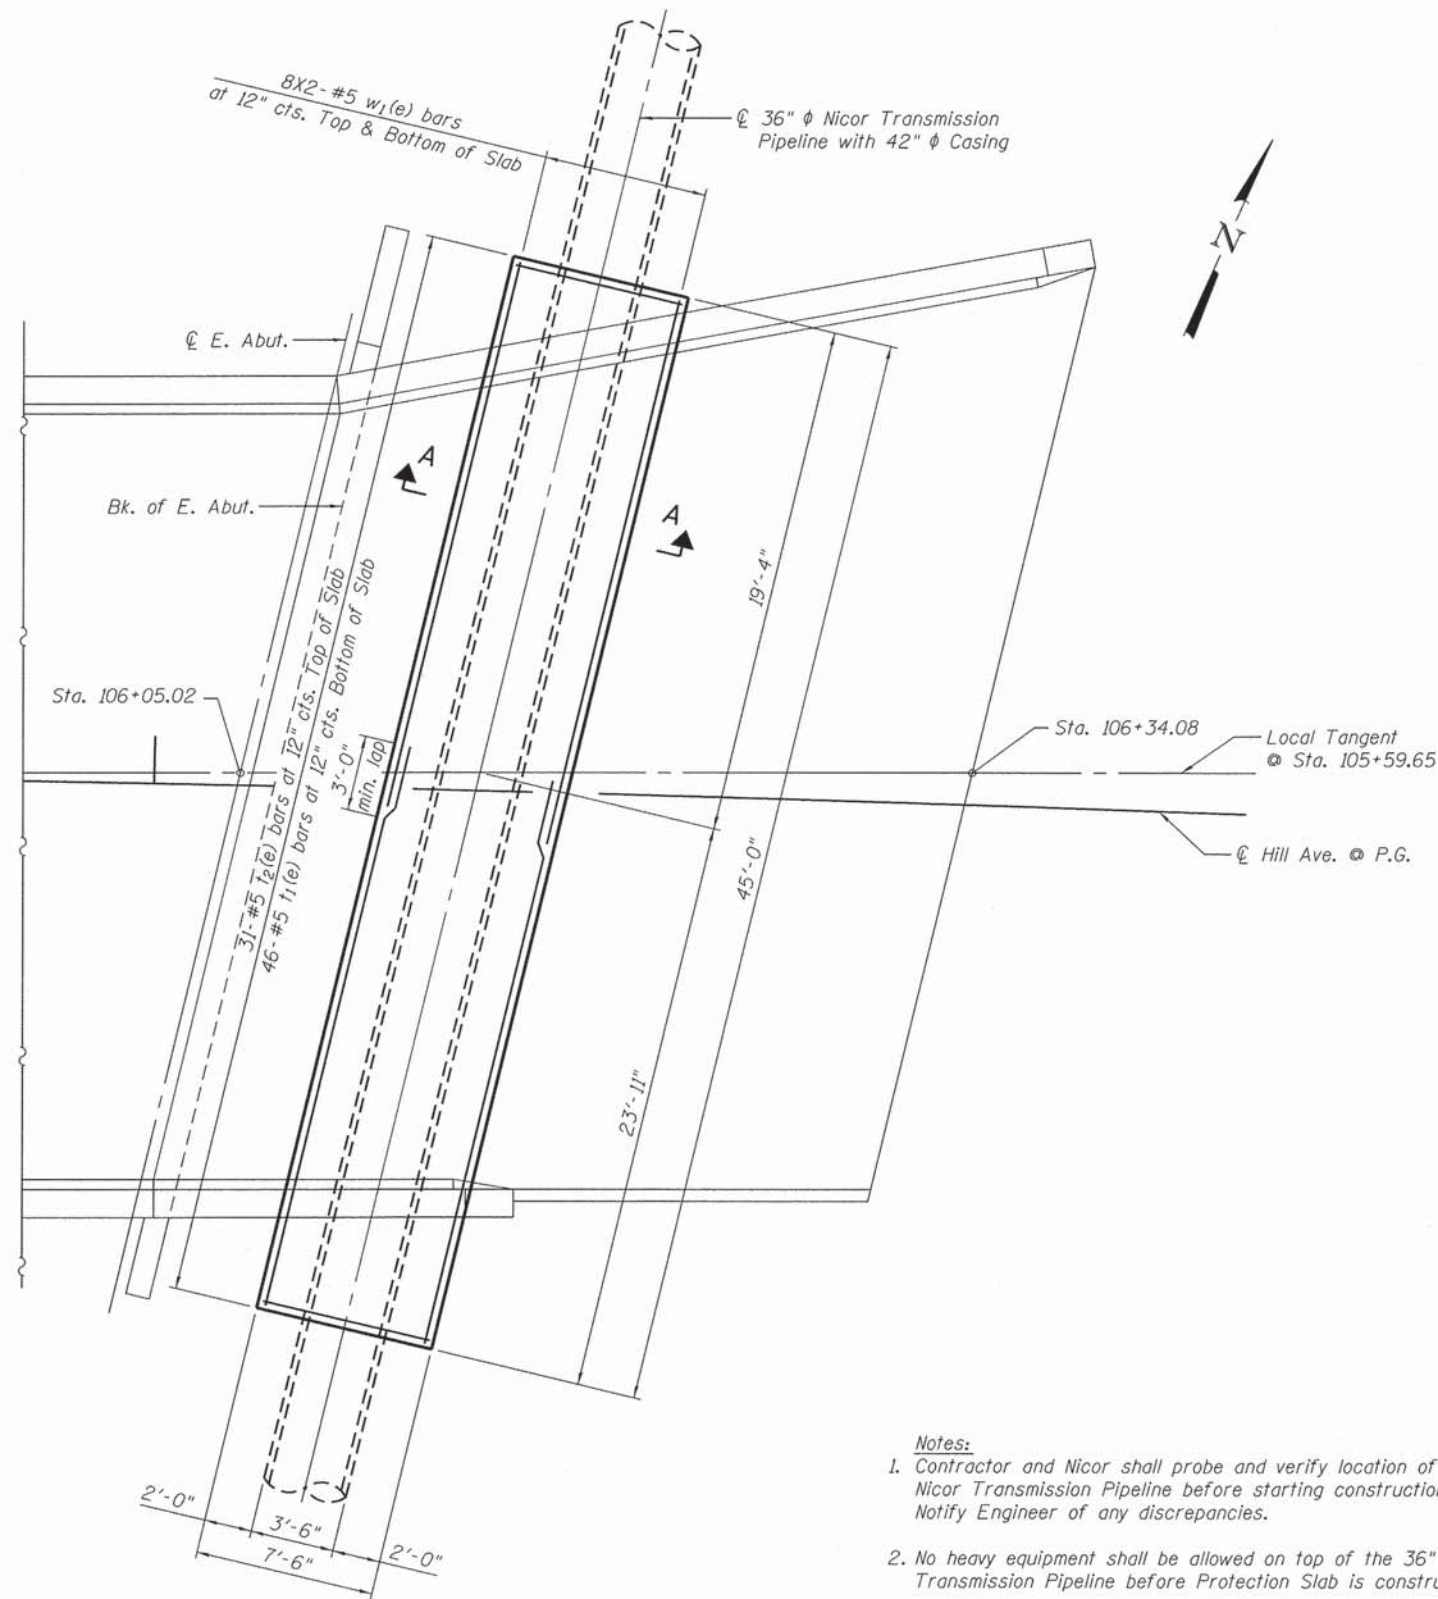 8X2-#5 w1(e) bars
at 12" cts. Top & Bottom of Slab
℄ 36" ϕ Nicor Transmission
Pipeline with 42" ϕ Casing
N
℄ E. Abut.
A
Bk. of E. Abut.
A
19'-4"
31-#5 t2(e) bars at 12" cts. Top of Slab
46-#5 t1(e) bars at 12" cts. Bottom of Slab
3'-0"
min. lap
Sta. 106+05.02
Sta. 106+34.08
Local Tangent
@ Sta. 105+59.65
℄ Hill Ave. @ P.G.
45'-0"
23'-11"
2'-0"
3'-6"
2'-0"
7'-6"
Notes:
1. Contractor and Nicor shall probe and verify location of
Nicor Transmission Pipeline before starting construction
Notify Engineer of any discrepancies.
2. No heavy equipment shall be allowed on top of the 36"
Transmission Pipeline before Protection Slab is constru